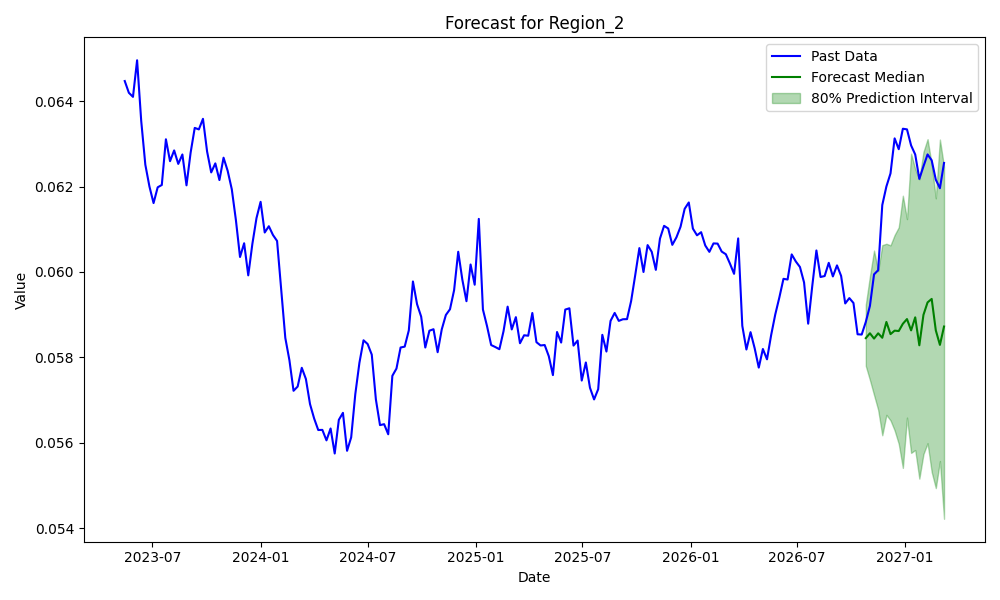 Forecast for Region_2
Past Data
Forecast Median
80% Prediction Interval
Value
0.064
0.062
0.060
0.058
0.056
0.054
2023-07 2024-01 2024-07 2025-01 2025-07 2026-01 2026-07 2027-01
Date